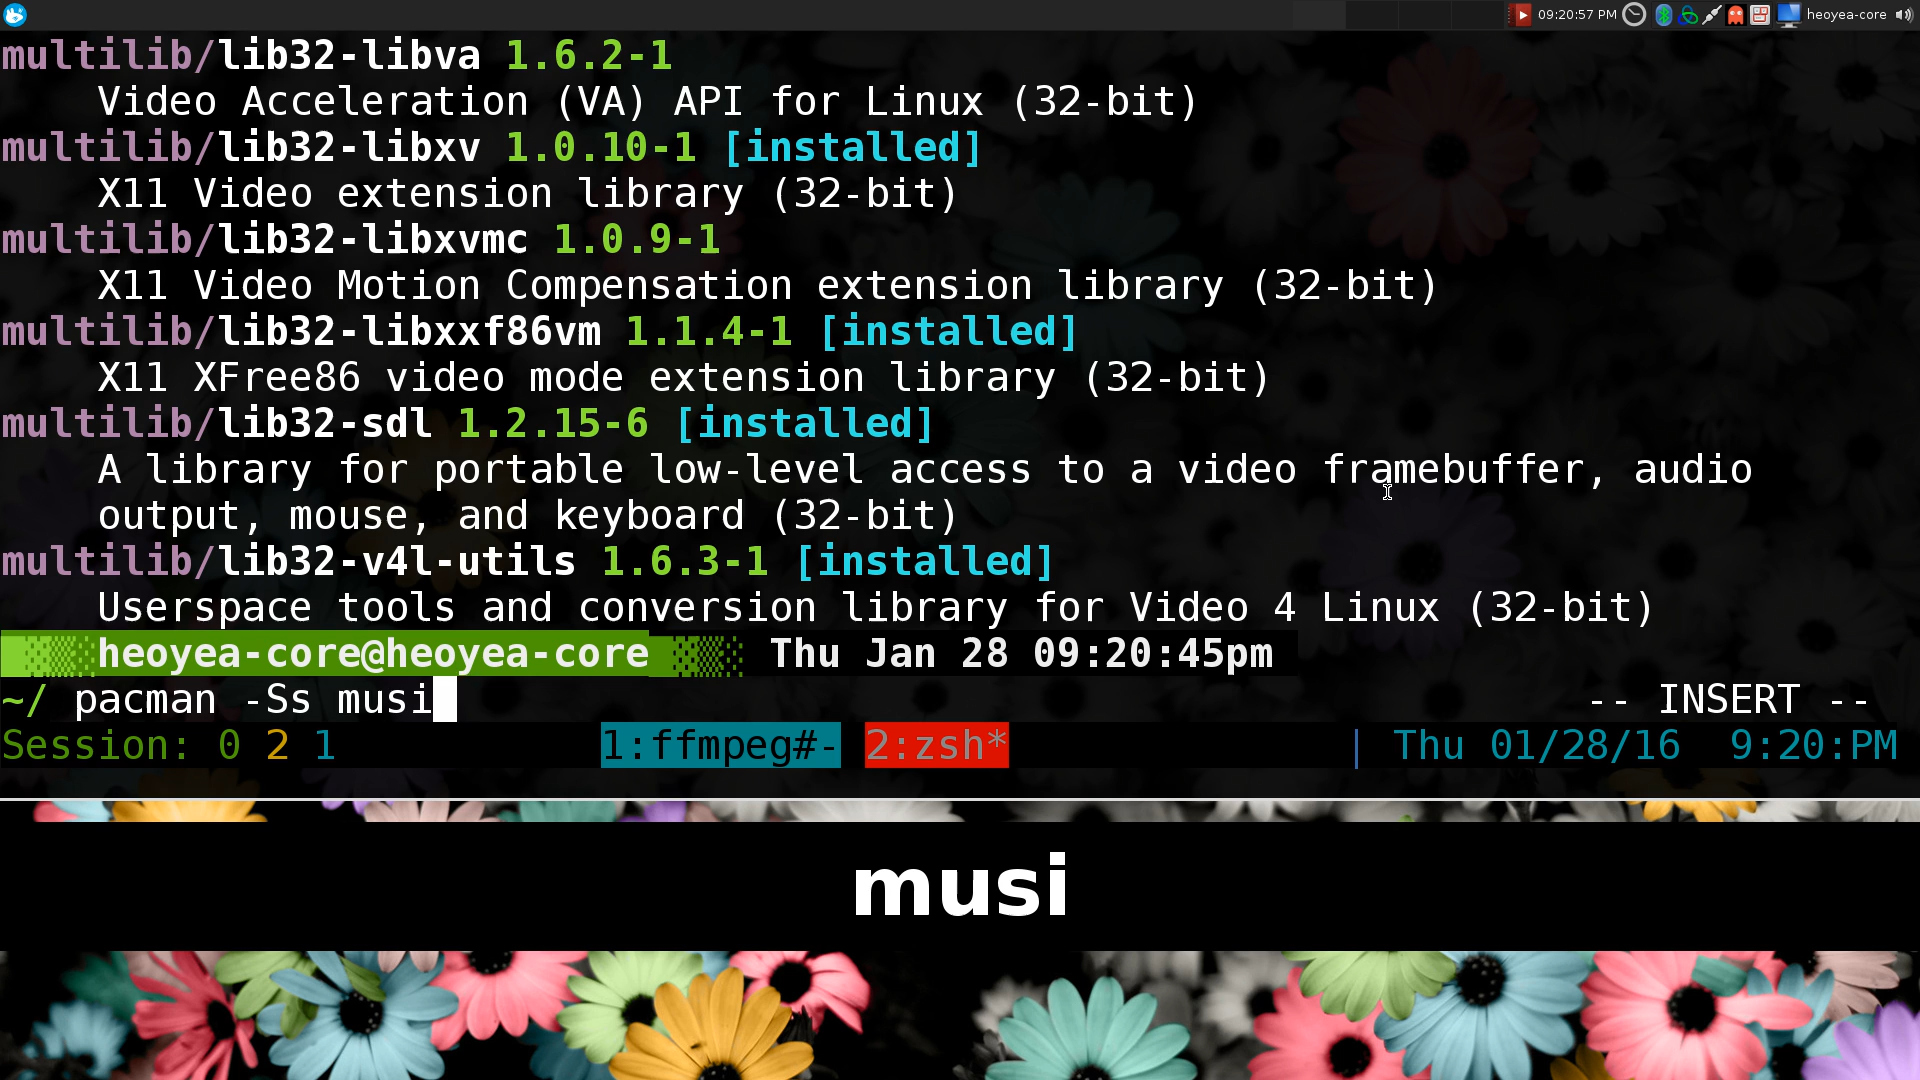 09:20:57 PM heoyea-core
multilib/lib32-libva 1.6.2-1
Video Acceleration (VA) API for Linux (32-bit)
multilib/lib32-libxv 1.0.10-1 [installed]
X11 Video extension library (32-bit)
multilib/lib32-libxvmc 1.0.9-1
X11 Video Motion Compensation extension library (32-bit)
multilib/lib32-libxxf86vm 1.1.4-1 [installed]
X11 XFree86 video mode extension library (32-bit)
multilib/lib32-sdl 1.2.15-6 [installed]
A library for portable low-level access to a video framebuffer, audio
output, mouse, and keyboard (32-bit)
multilib/lib32-v4l-utils 1.6.3-1 [installed]
Userspace tools and conversion library for Video 4 Linux (32-bit)
heoyea-core@heoyea-core Thu Jan 28 09:20:45pm
~/ pacman -Ss musi -- INSERT --
Session: 0 2 1 1:ffmpeg#- 2:zsh* | Thu 01/28/16 9:20:PM
musi